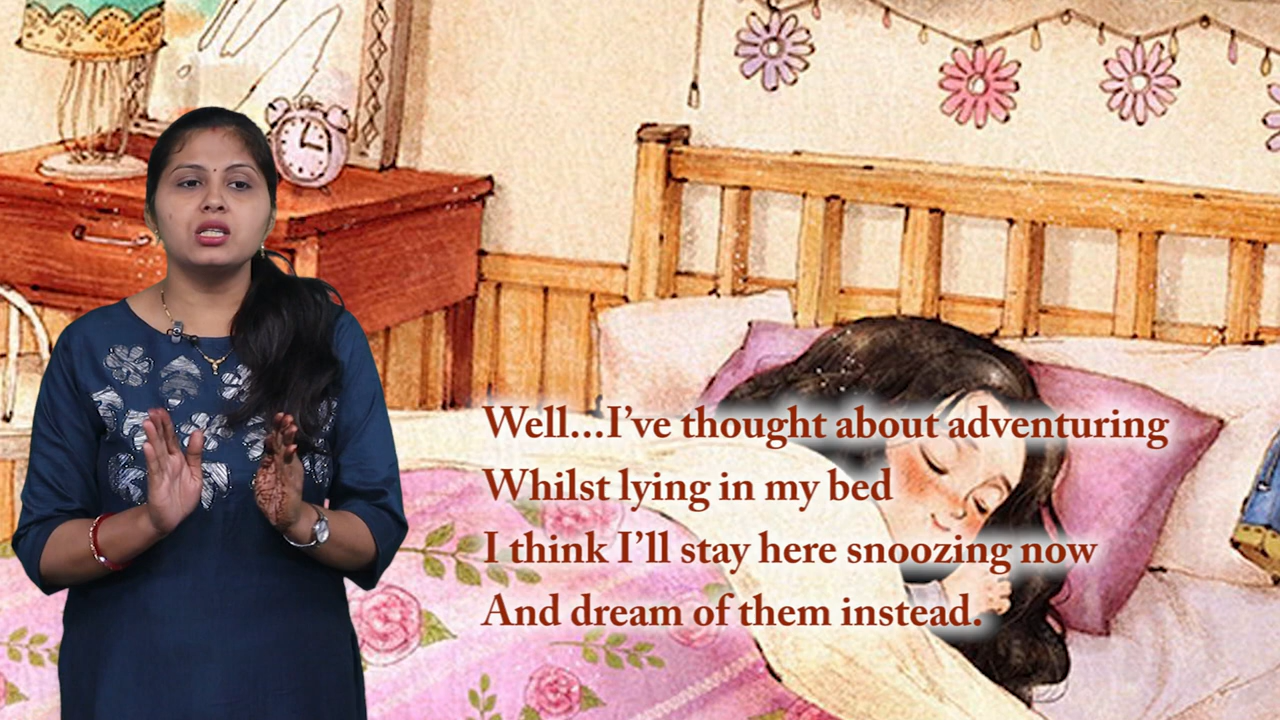 Well...I've thought about adventuring
Whilst lying in my bed
I think I'll stay here snoozing now
And dream of them instead.